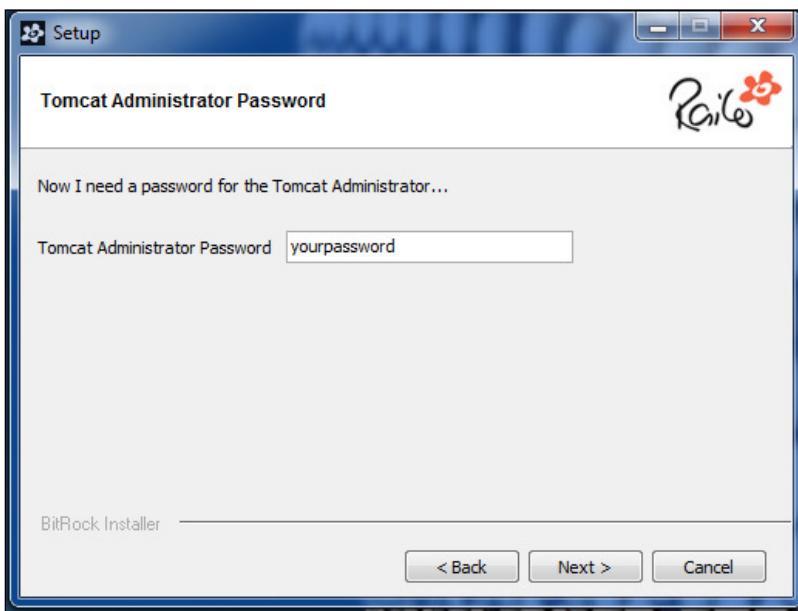 Setup
Tomcat Administrator Password
Railo
Now I need a password for the Tomcat Administrator...
Tomcat Administrator Password yourpassword
BitRock Installer
< Back Next > Cancel